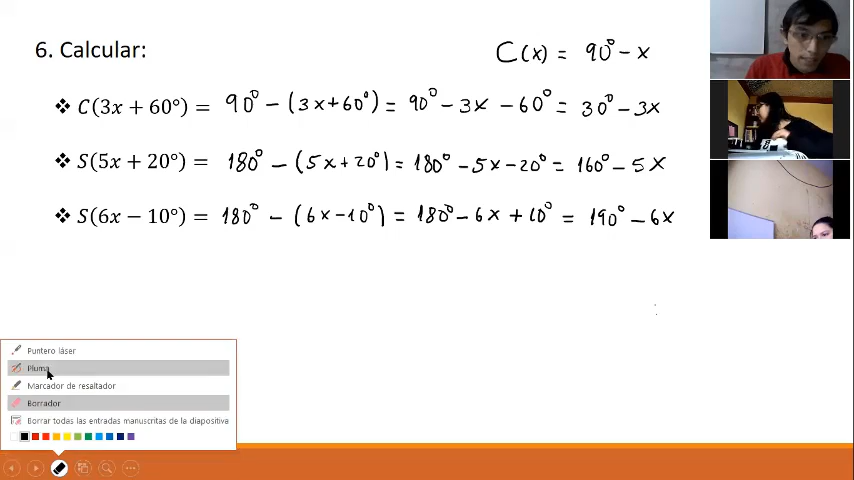 6. Calcular:
C(x) = 90° - x
❖ C(3x + 60°) = 90° - (3x+60°) = 90° - 3x - 60° = 30° - 3x
❖ S(5x + 20°) = 180° - (5x+20°) = 180° - 5x - 20° = 160° - 5x
❖ S(6x − 10°) = 180° - (6x-10°) = 180° - 6x + 10° = 190° - 6x
Puntero láser
Pluma
Marcador de resaltador
Borrador
Borrar todas las entradas manuscritas de la diapositiva